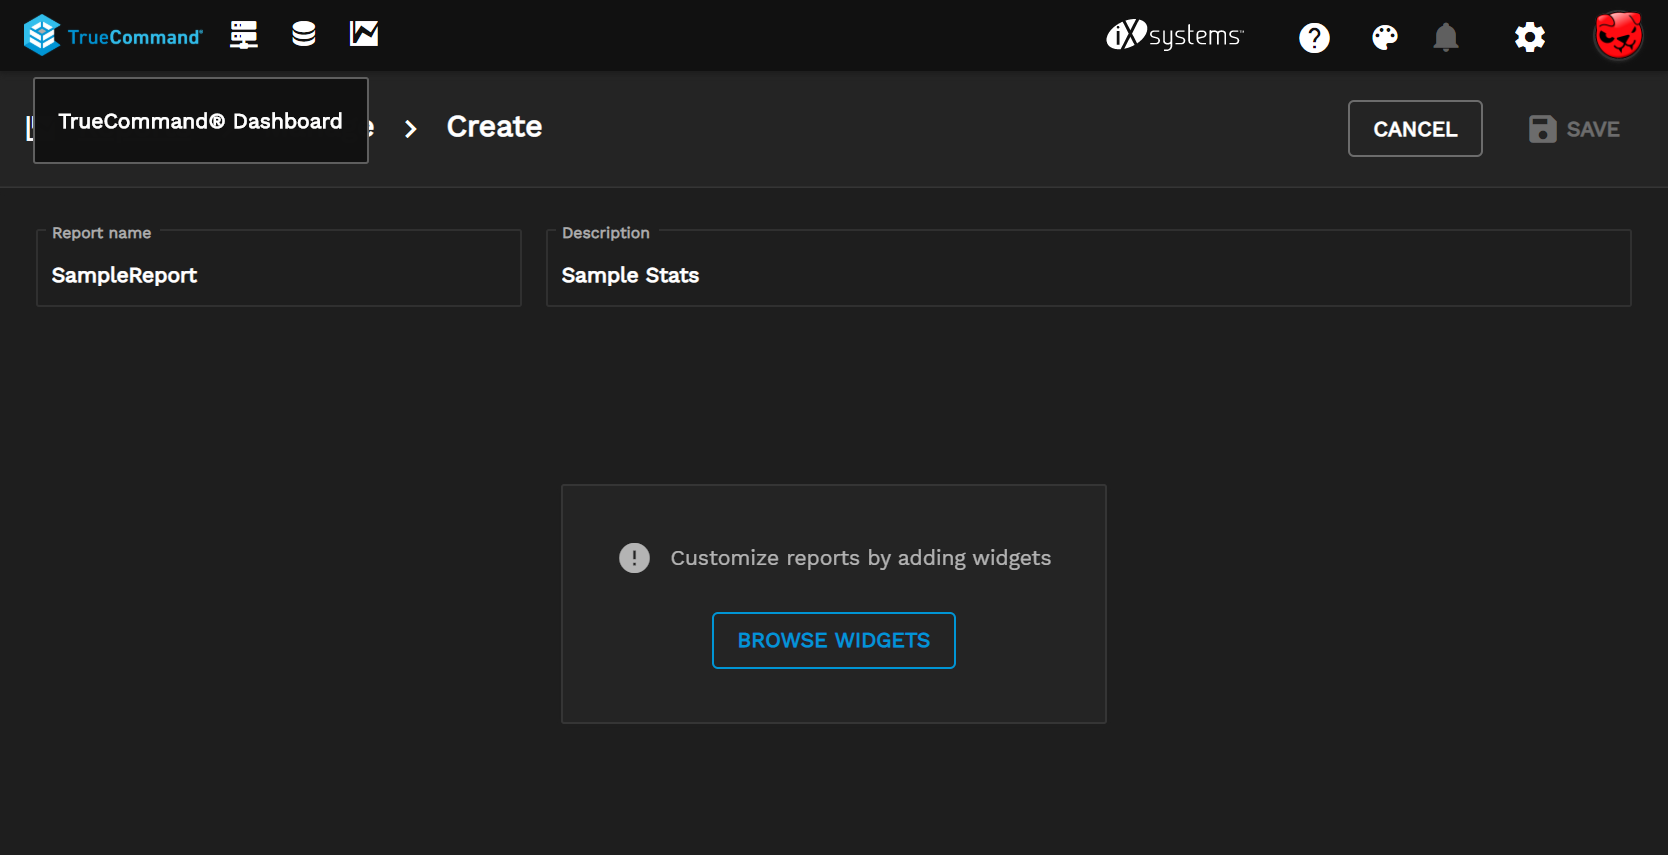 TrueCommand®
iXsystems™
TrueCommand® Dashboard
Create
CANCEL
SAVE
Report name
SampleReport
Description
Sample Stats
Customize reports by adding widgets
BROWSE WIDGETS